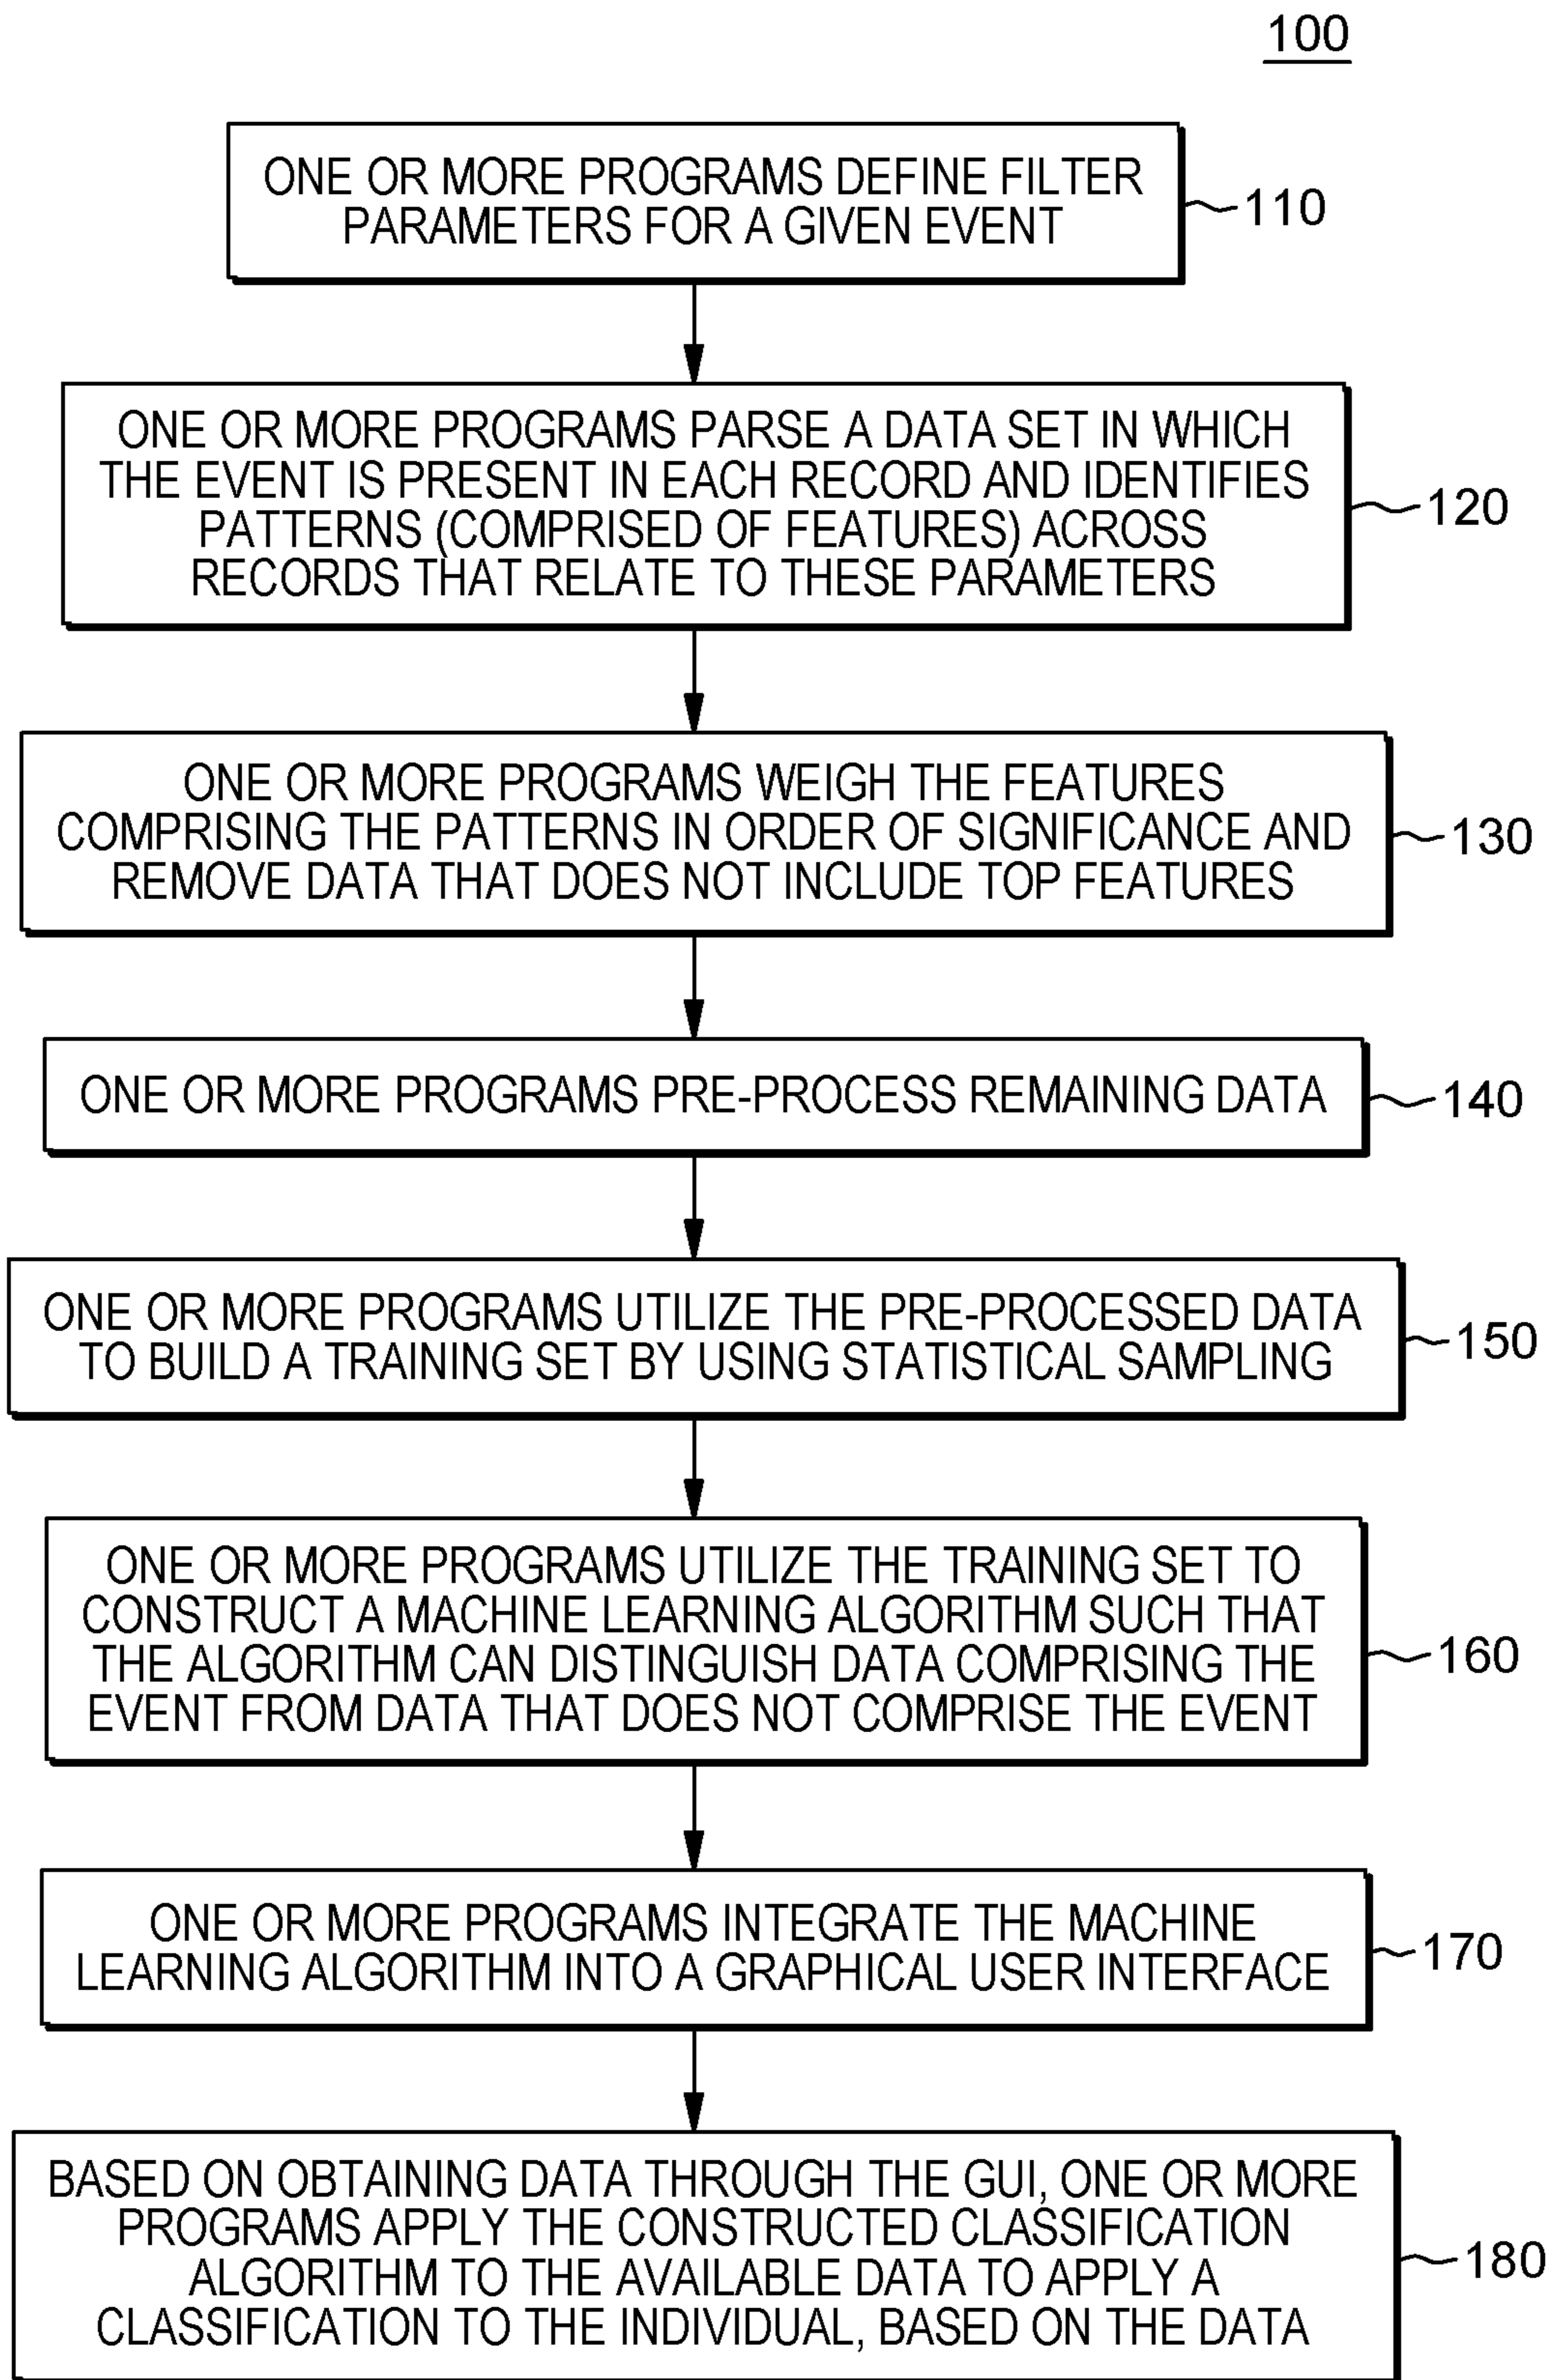 100
ONE OR MORE PROGRAMS DEFINE FILTER
PARAMETERS FOR A GIVEN EVENT
110
ONE OR MORE PROGRAMS PARSE A DATA SET IN WHICH
THE EVENT IS PRESENT IN EACH RECORD AND IDENTIFIES
PATTERNS (COMPRISED OF FEATURES) ACROSS
RECORDS THAT RELATE TO THESE PARAMETERS
120
ONE OR MORE PROGRAMS WEIGH THE FEATURES
COMPRISING THE PATTERNS IN ORDER OF SIGNIFICANCE AND
REMOVE DATA THAT DOES NOT INCLUDE TOP FEATURES
130
ONE OR MORE PROGRAMS PRE-PROCESS REMAINING DATA
140
ONE OR MORE PROGRAMS UTILIZE THE PRE-PROCESSED DATA
TO BUILD A TRAINING SET BY USING STATISTICAL SAMPLING
150
ONE OR MORE PROGRAMS UTILIZE THE TRAINING SET TO
CONSTRUCT A MACHINE LEARNING ALGORITHM SUCH THAT
THE ALGORITHM CAN DISTINGUISH DATA COMPRISING THE
EVENT FROM DATA THAT DOES NOT COMPRISE THE EVENT
160
ONE OR MORE PROGRAMS INTEGRATE THE MACHINE
LEARNING ALGORITHM INTO A GRAPHICAL USER INTERFACE
170
BASED ON OBTAINING DATA THROUGH THE GUI, ONE OR MORE
PROGRAMS APPLY THE CONSTRUCTED CLASSIFICATION
ALGORITHM TO THE AVAILABLE DATA TO APPLY A
CLASSIFICATION TO THE INDIVIDUAL, BASED ON THE DATA
180